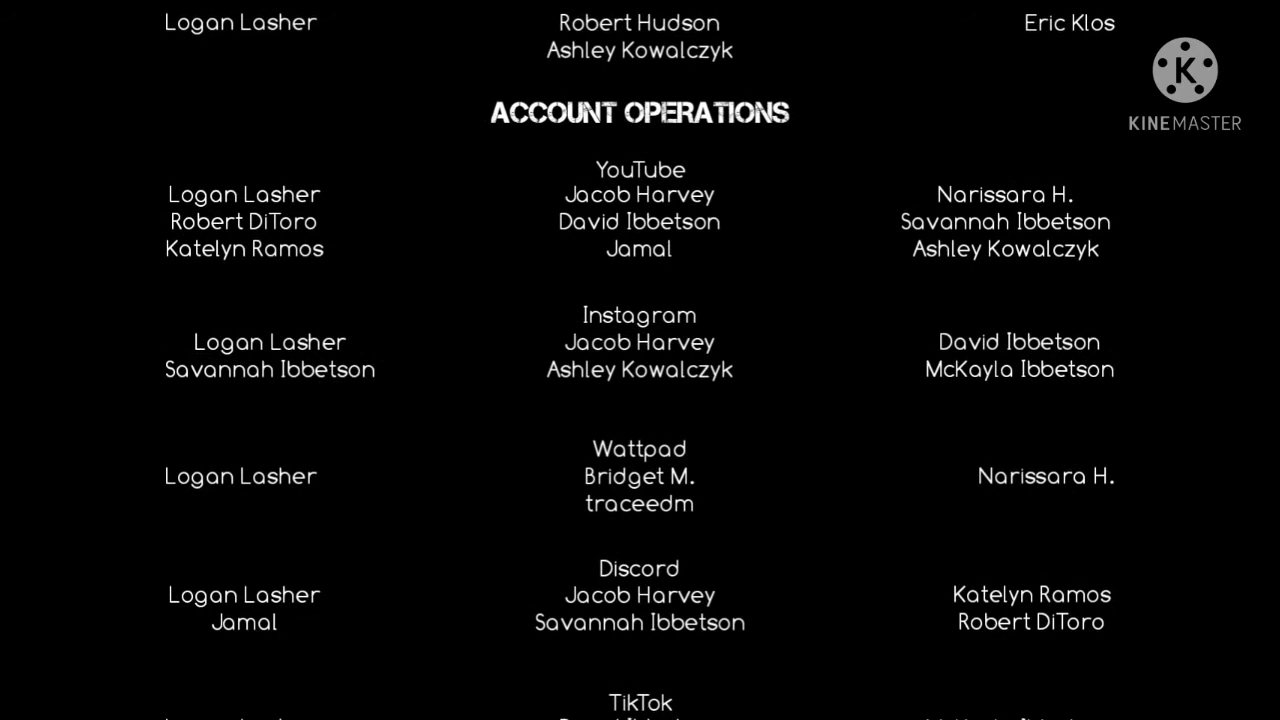 Logan Lasher Robert Hudson Eric Klos
Ashley Kowalczyk
ACCOUNT OPERATIONS
KINEMASTER
YouTube
Logan Lasher Jacob Harvey Narissara H.
Robert DiToro David Ibbetson Savannah Ibbetson
Katelyn Ramos Jamal Ashley Kowalczyk
Instagram
Logan Lasher Jacob Harvey David Ibbetson
Savannah Ibbetson Ashley Kowalczyk McKayla Ibbetson
Wattpad
Logan Lasher Bridget M. Narissara H.
traceedm
Discord
Logan Lasher Jacob Harvey Katelyn Ramos
Jamal Savannah Ibbetson Robert DiToro
TikTok